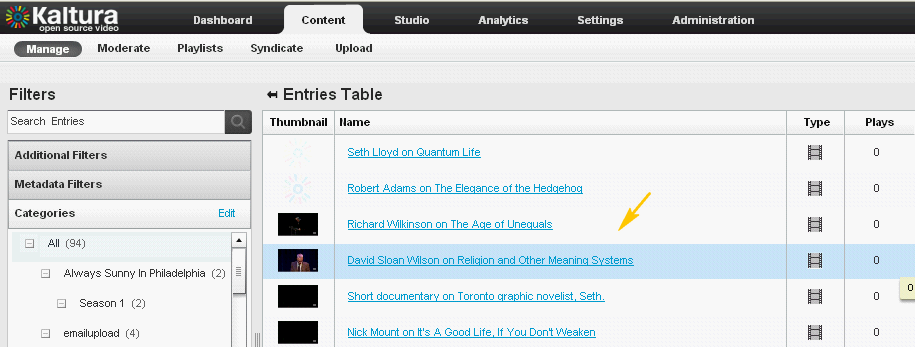 Kaltura
open source video
Dashboard Content Studio Analytics Settings Administration
Manage Moderate Playlists Syndicate Upload
Filters
Search Entries
Additional Filters
Metadata Filters
Categories Edit
All (94)
Always Sunny In Philadelphia (2)
Season 1 (2)
emailupload (4)
Entries Table
Thumbnail Name Type Plays
Seth Lloyd on Quantum Life 0
Robert Adams on The Elegance of the Hedgehog 0
Richard Wilkinson on The Age of Unequals 0
David Sloan Wilson on Religion and Other Meaning Systems 0
0
Short documentary on Toronto graphic novelist, Seth. 0
Nick Mount on It's A Good Life, If You Don't Weaken 0